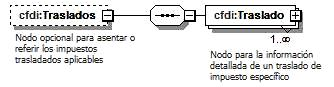 cfdi:Traslados
Nodo opcional para asentar o
referir los impuestos
trasladados aplicables
cfdi:Traslado
1..∞
Nodo para la información
detallada de un traslado de
impuesto específico